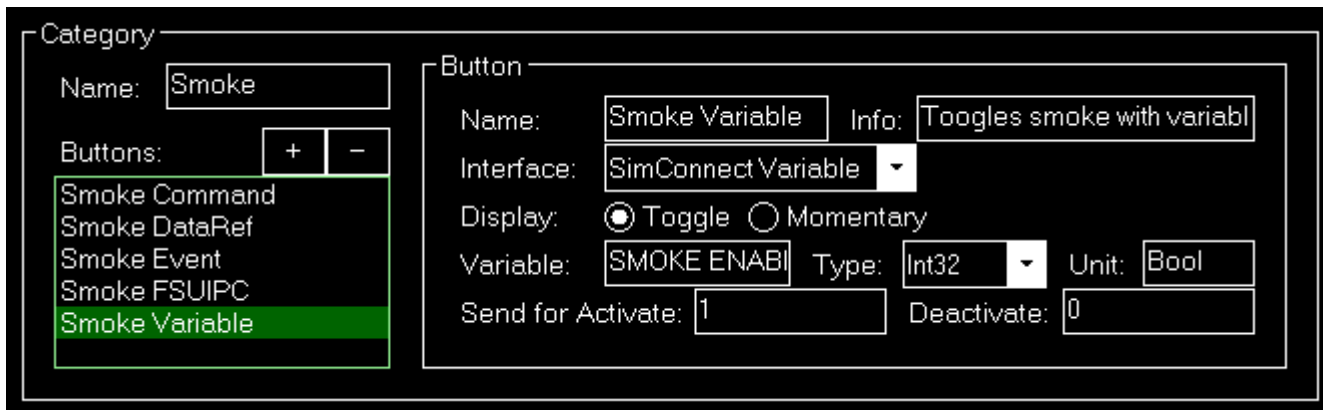 Category
Name: Smoke
Buttons: + −
Smoke Command
Smoke DataRef
Smoke Event
Smoke FSUIPC
Smoke Variable
Button
Name: Smoke Variable Info: Toogles smoke with variabl
Interface: SimConnect Variable
Display: Toggle Momentary
Variable: SMOKE ENABL Type: Int32 Unit: Bool
Send for Activate: 1 Deactivate: 0